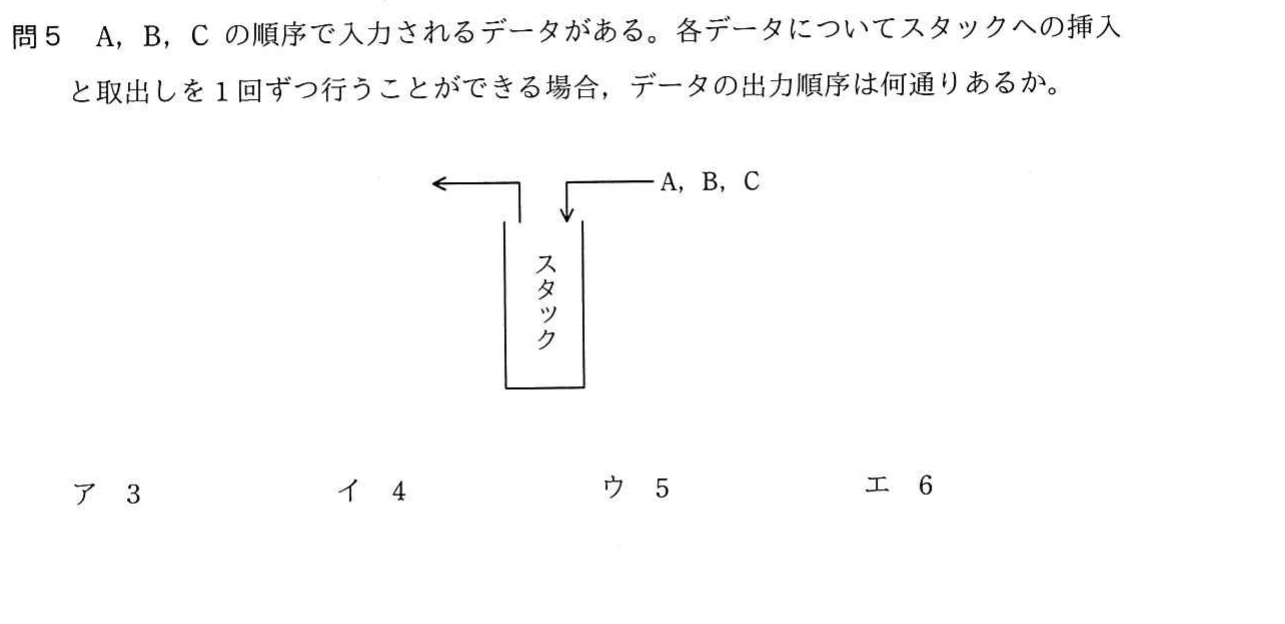 問5 A，B，C の順序で入力されるデータがある。各データについてスタックへの挿入
と取出しを1回ずつ行うことができる場合，データの出力順序は何通りあるか。
A，B，C
スタック
ア 3 イ 4 ウ 5 エ 6